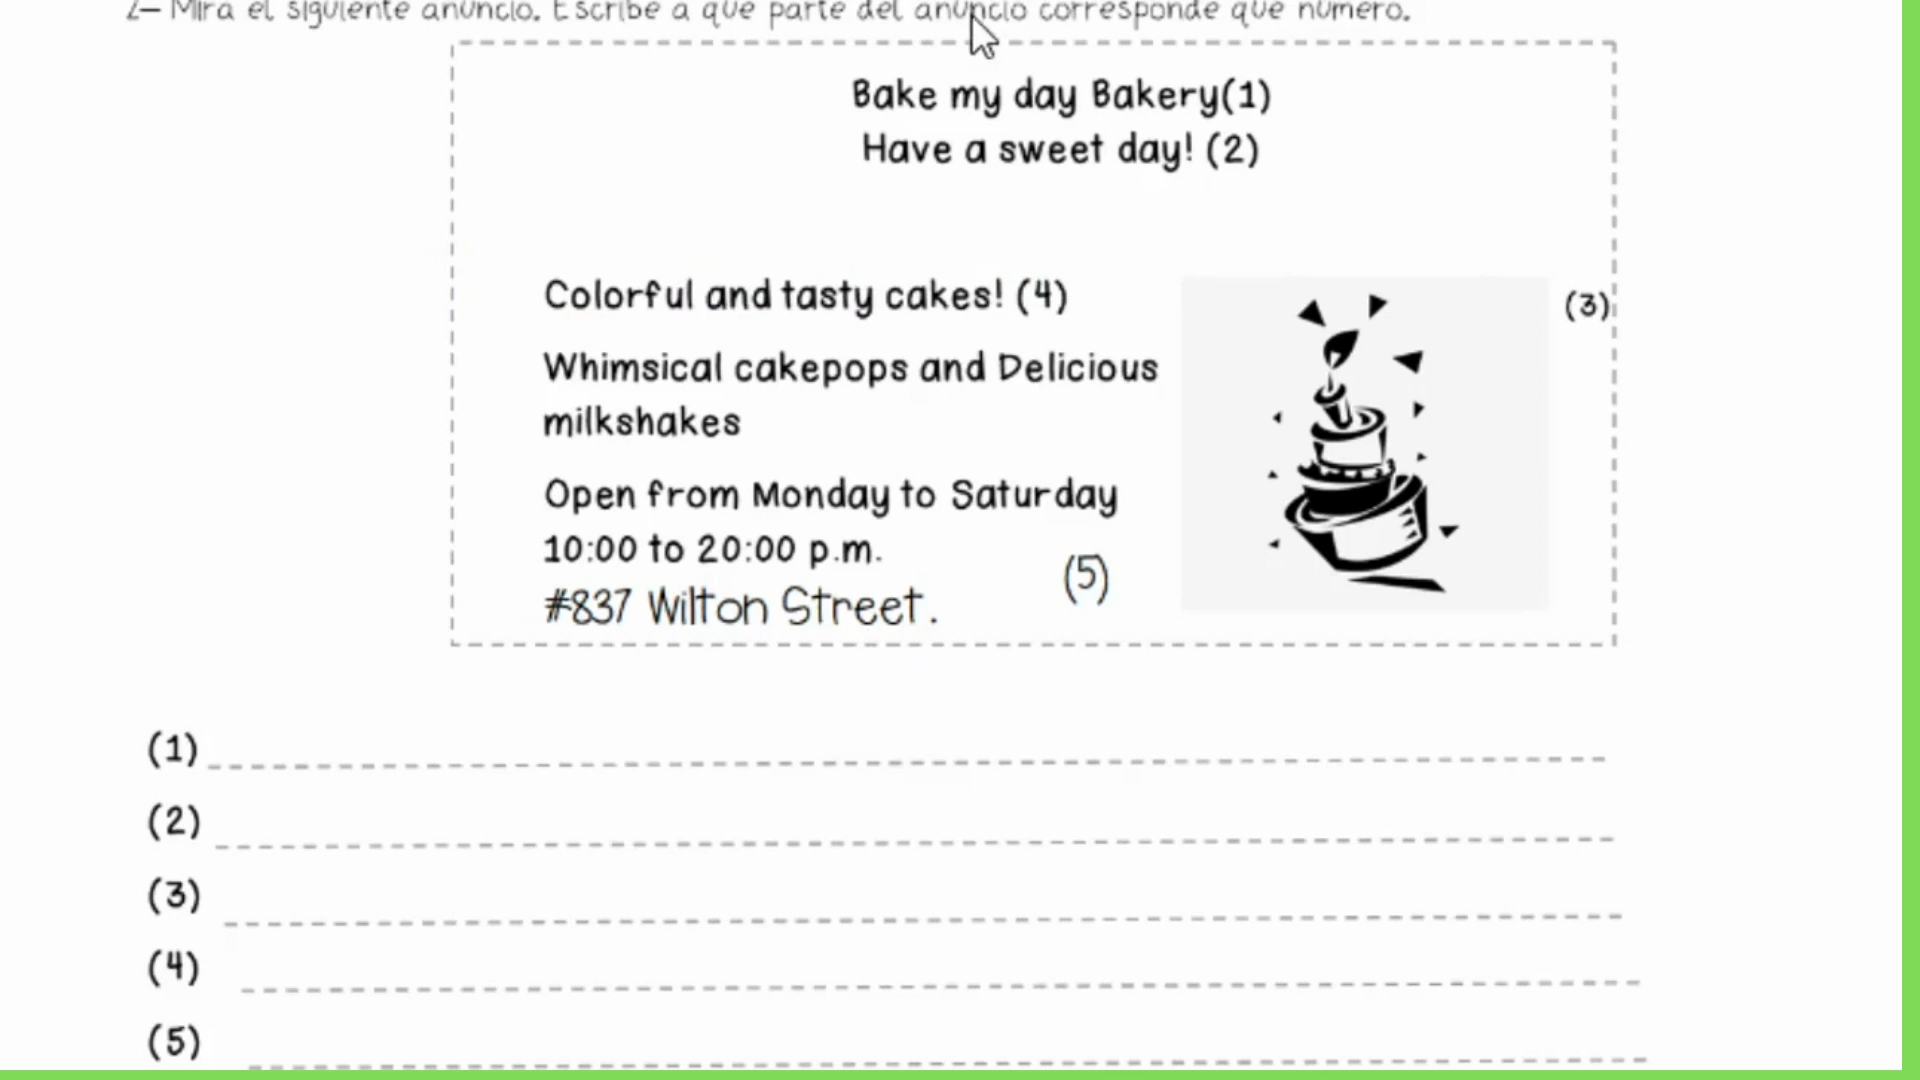 2- Mira el siguiente anuncio. Escribe a que parte del anuncio corresponde que número.
Bake my day Bakery(1)
Have a sweet day! (2)
Colorful and tasty cakes! (4)
(3)
Whimsical cakepops and Delicious
milkshakes
Open from Monday to Saturday
10:00 to 20:00 p.m.
(5)
#837 Wilton Street.
(1)
(2)
(3)
(4)
(5)